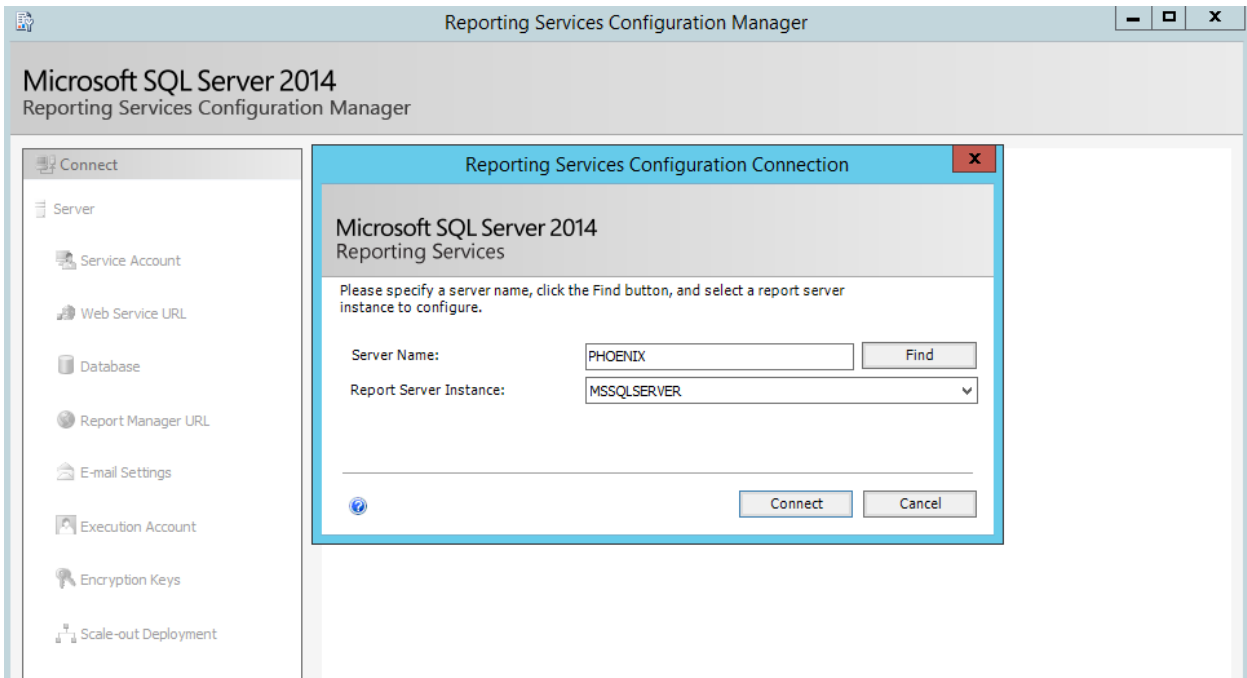 Reporting Services Configuration Manager
Microsoft SQL Server 2014
Reporting Services Configuration Manager
Connect
Server
Service Account
Web Service URL
Database
Report Manager URL
E-mail Settings
Execution Account
Encryption Keys
Scale-out Deployment
Reporting Services Configuration Connection
x
Microsoft SQL Server 2014
Reporting Services
Please specify a server name, click the Find button, and select a report server
instance to configure.
Server Name: PHOENIX Find
Report Server Instance: MSSQLSERVER
Connect Cancel